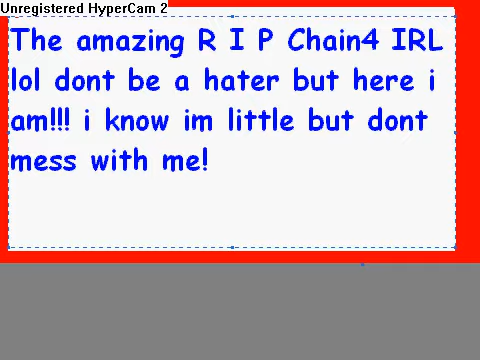 Unregistered HyperCam 2
The amazing R I P Chain4 IRL
lol dont be a hater but here i
am!!! i know im little but dont
mess with me!